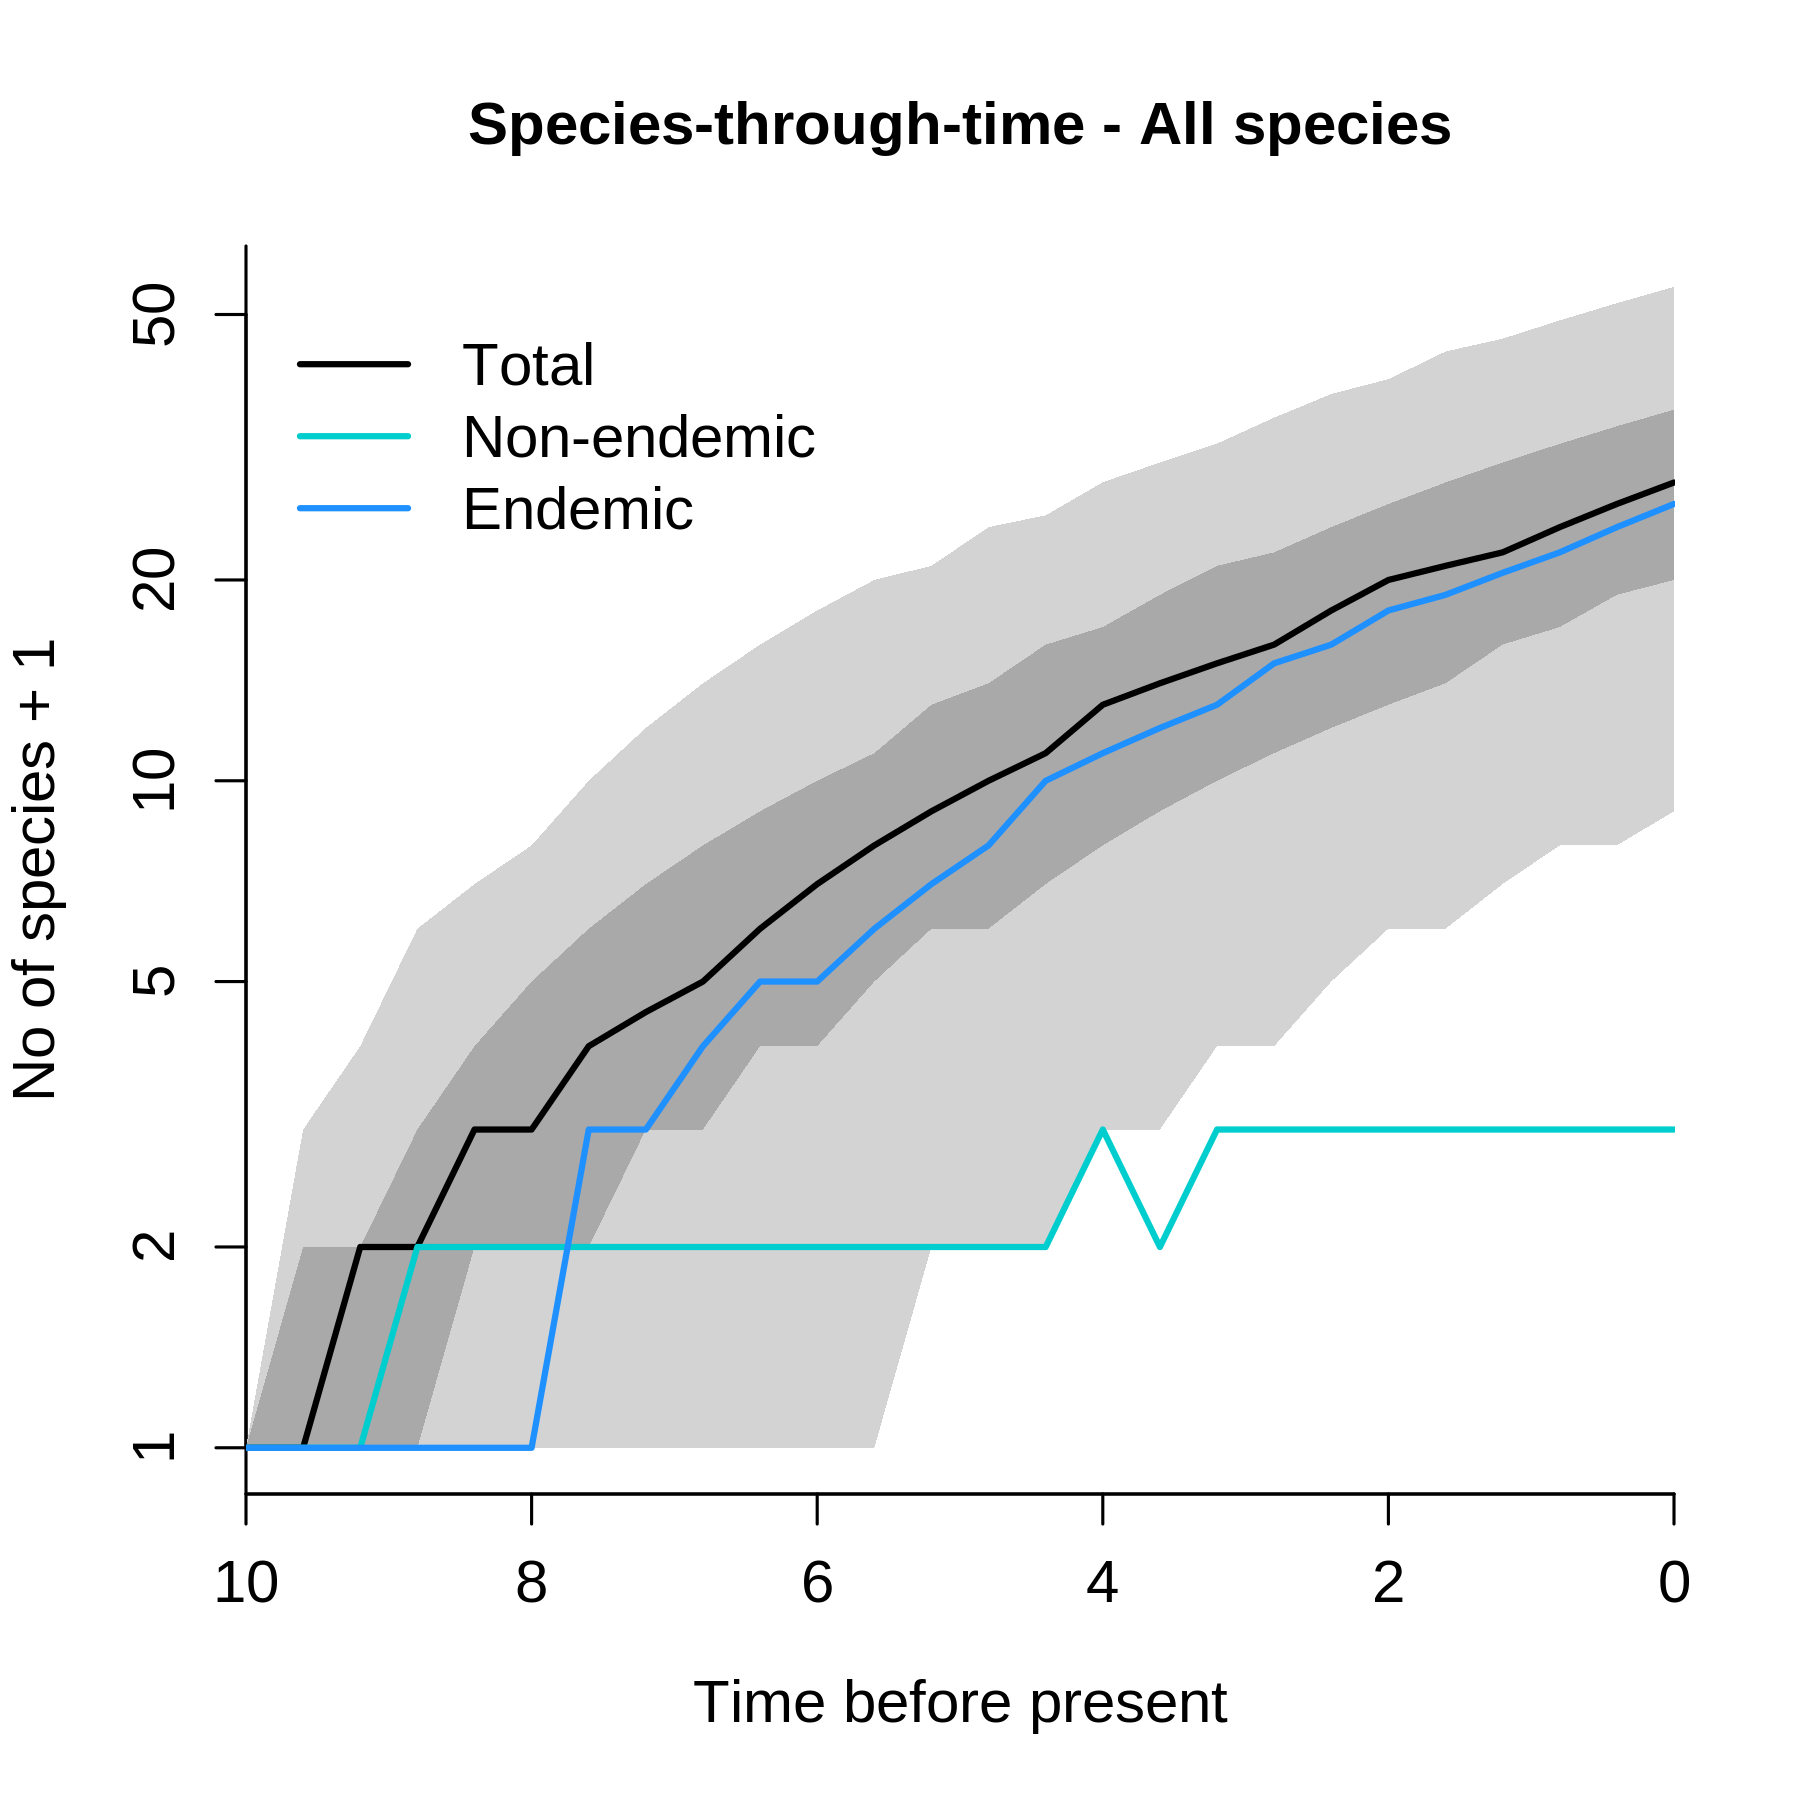 Species-through-time - All species
Total
Non-endemic
Endemic
No of species + 1
50
20
10
5
2
1
10 8 6 4 2 0
Time before present